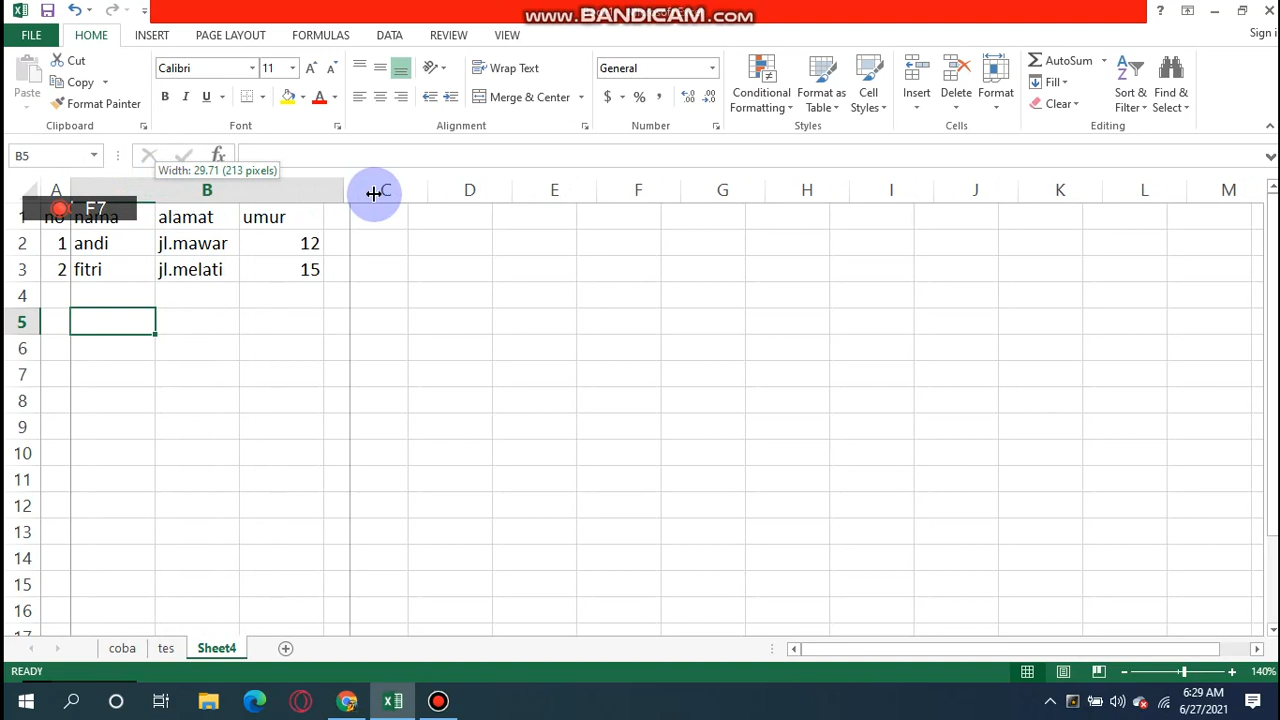 www.BANDICAM.com
Sign i
FILE HOME INSERT PAGE LAYOUT FORMULAS DATA REVIEW VIEW
Paste Cut Copy Format Painter Clipboard
Calibri 11 A A B I U A Font
Wrap Text Merge & Center Alignment
General $ % , Number
Conditional Formatting Format as Table Cell Styles Styles
Insert Delete Format Cells
AutoSum Fill Clear Sort & Filter Find & Select Editing
B5 fx
Width: 29.71 (213 pixels)
A B C D E F G H I J K L M
F7
1 no nama alamat umur
2 1 andi jl.mawar 12
3 2 fitri jl.melati 15
4
5
6
7
8
9
10
11
12
13
14
15
16
17
coba tes Sheet4
READY 140%
6:29 AM
6/27/2021